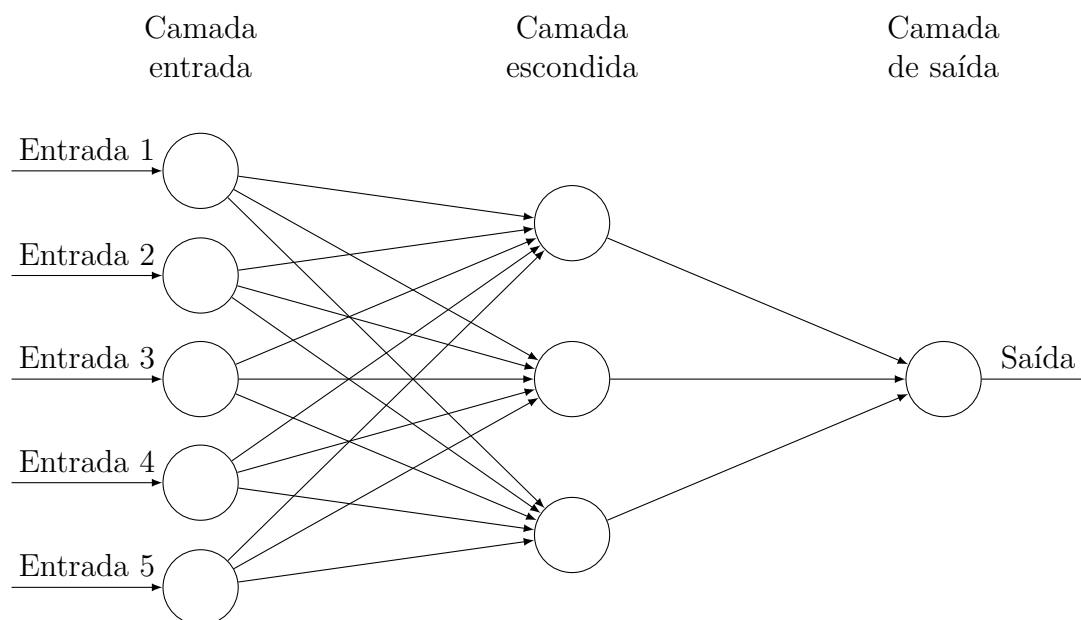 Camada
entrada
Camada
escondida
Camada
de saída
Entrada 1
Entrada 2
Entrada 3
Saída
Entrada 4
Entrada 5